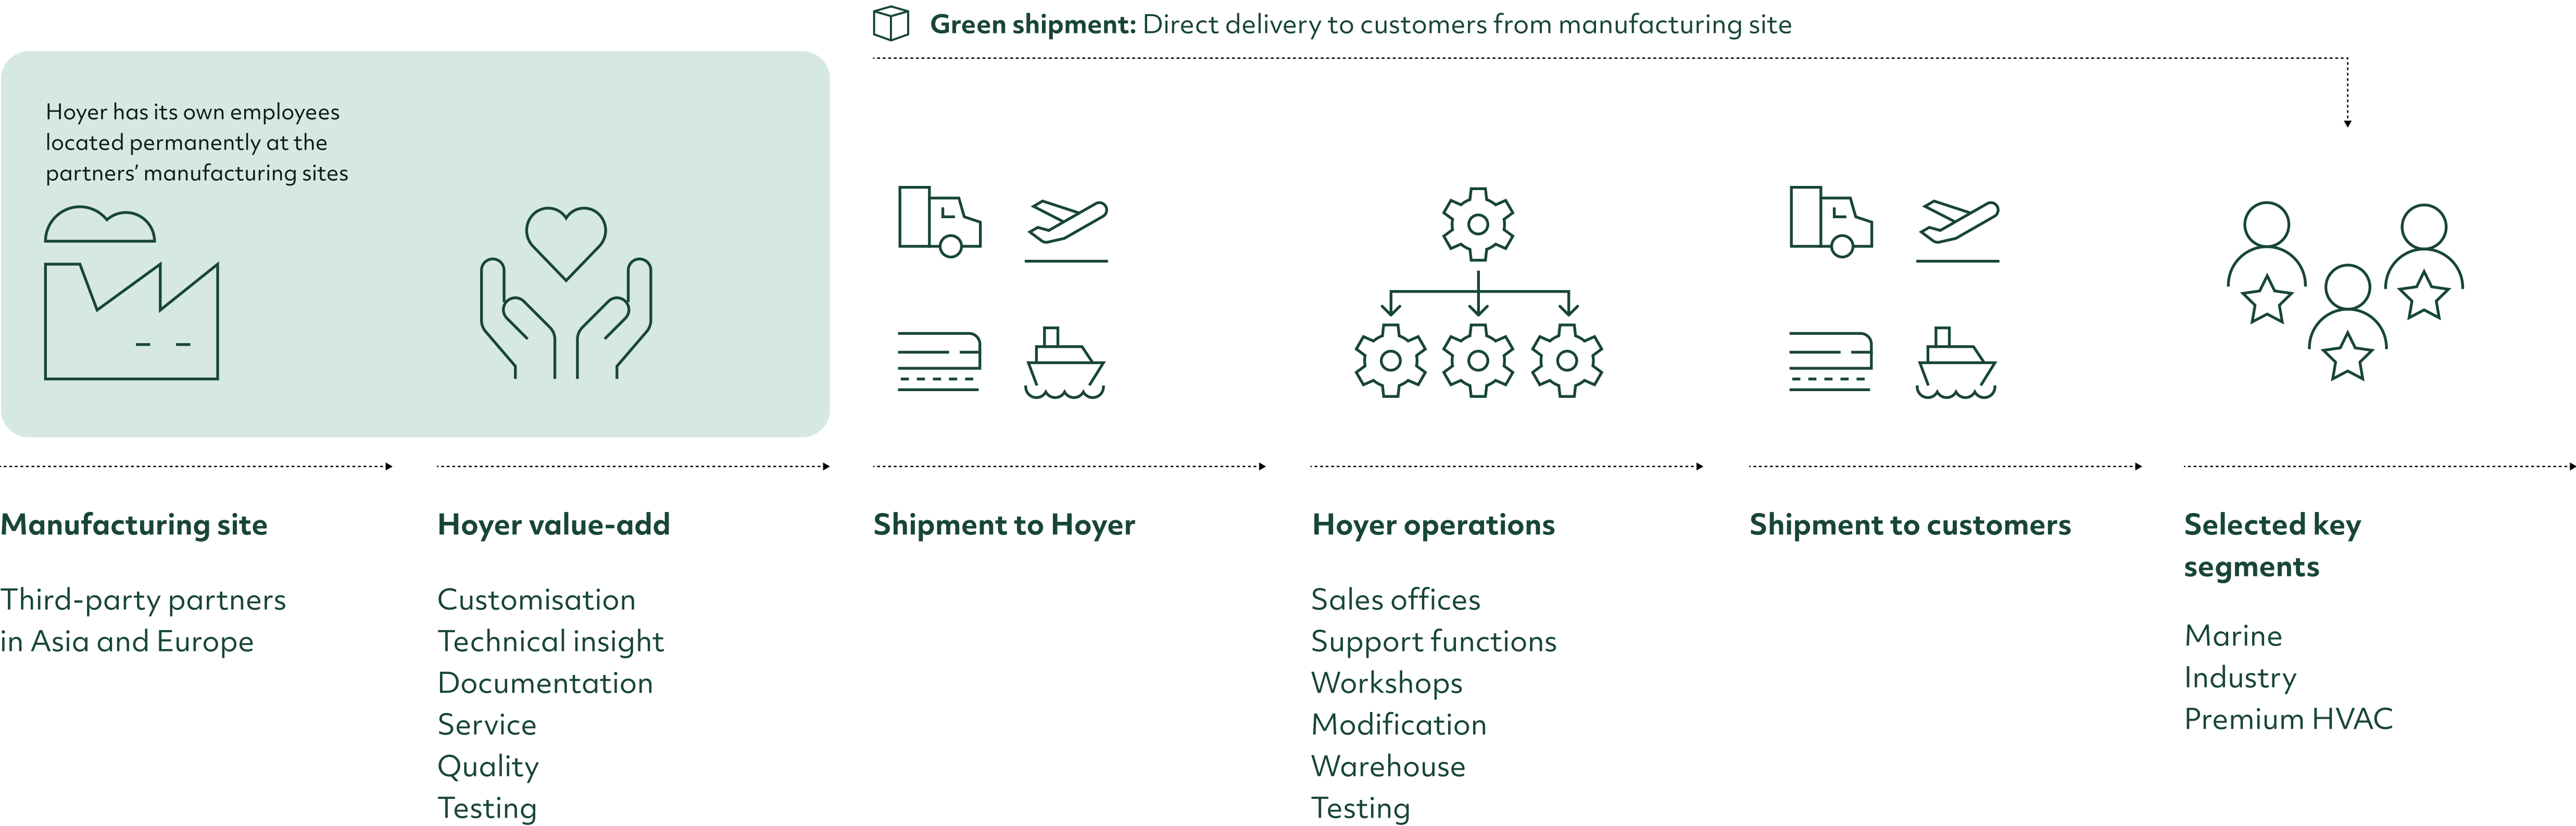 Green shipment: Direct delivery to customers from manufacturing site
Hoyer has its own employees
located permanently at the
partners’ manufacturing sites
Manufacturing site
Third-party partners
in Asia and Europe
Hoyer value-add
Customisation
Technical insight
Documentation
Service
Quality
Testing
Shipment to Hoyer
Hoyer operations
Sales offices
Support functions
Workshops
Modification
Warehouse
Testing
Shipment to customers
Selected key
segments
Marine
Industry
Premium HVAC